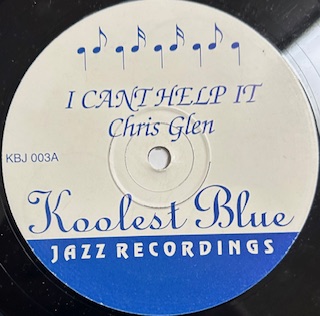 I CANT HELP IT
Chris Glen
KBJ 003A
Koolest Blue
JAZZ RECORDINGS